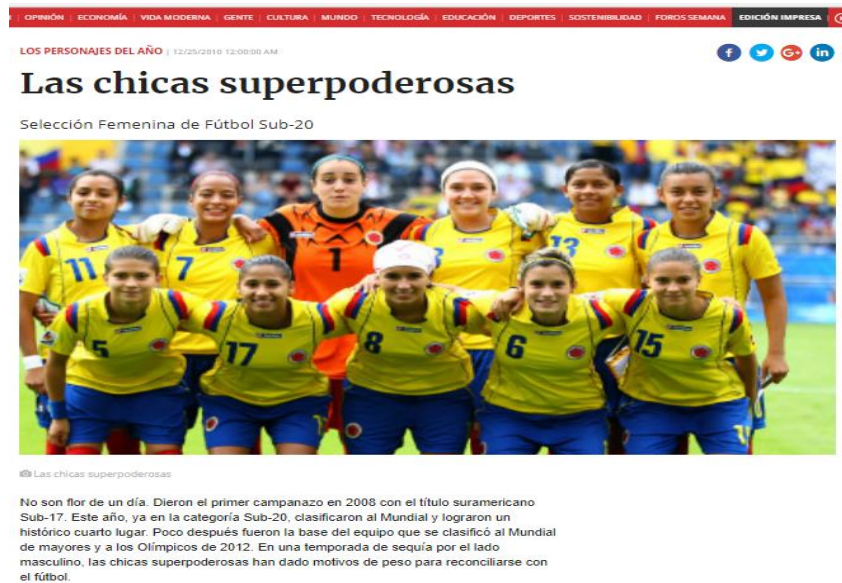 OPINIÓN | ECONOMÍA | VIDA MODERNA | GENTE | CULTURA | MUNDO | TECNOLOGÍA | EDUCACIÓN | DEPORTES | SOSTENIBILIDAD | FOROS SEMANA EDICIÓN IMPRESA
LOS PERSONAJES DEL AÑO | 12/25/2010 12:00:00 AM
f G+ in
Las chicas superpoderosas
Selección Femenina de Fútbol Sub-20
11 7 1 3 13
5 17 8 6 15
Las chicas superpoderosas
No son flor de un día. Dieron el primer campanazo en 2008 con el título suramericano
Sub-17. Este año, ya en la categoría Sub-20, clasificaron al Mundial y lograron un
histórico cuarto lugar. Poco después fueron la base del equipo que se clasificó al Mundial
de mayores y a los Olímpicos de 2012. En una temporada de sequía por el lado
masculino, las chicas superpoderosas han dado motivos de peso para reconciliarse con
el fútbol.